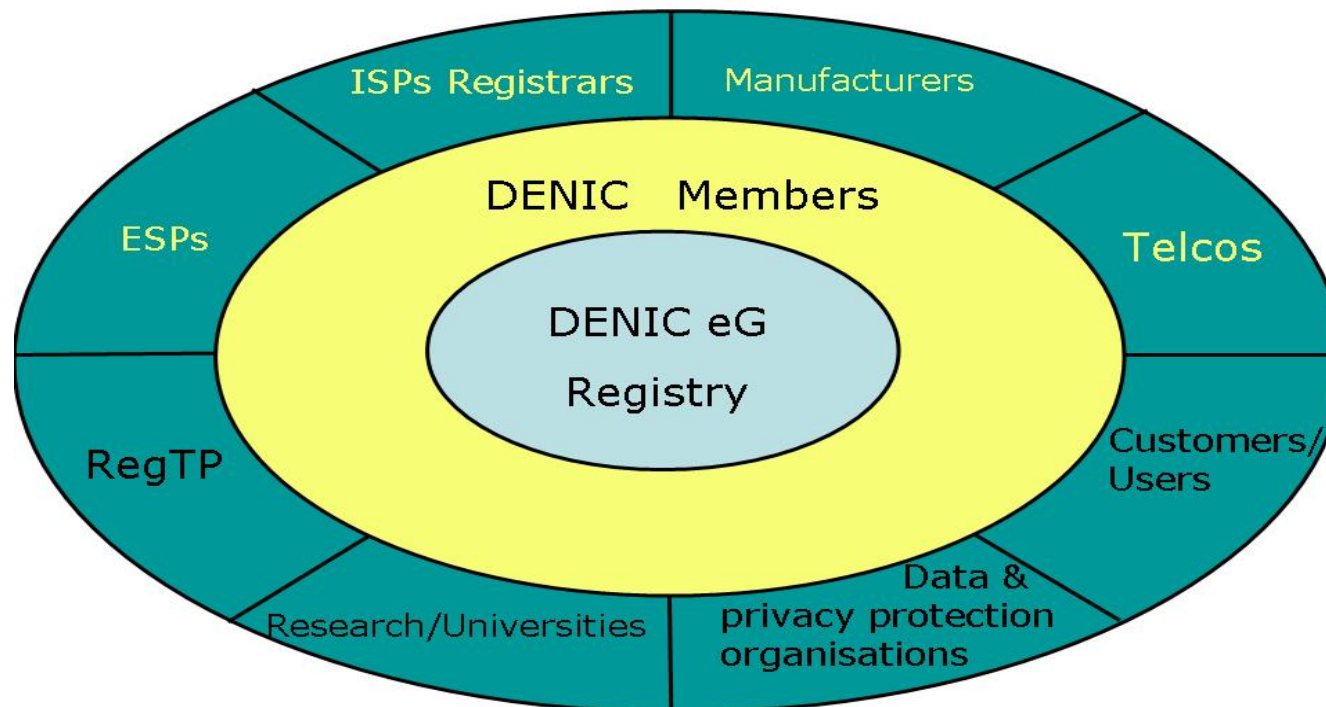 ISPs Registrars
Manufacturers
DENIC Members
ESPs
Telcos
DENIC eG
Registry
RegTP
Customers/
Users
Data &
privacy protection
organisations
Research/Universities